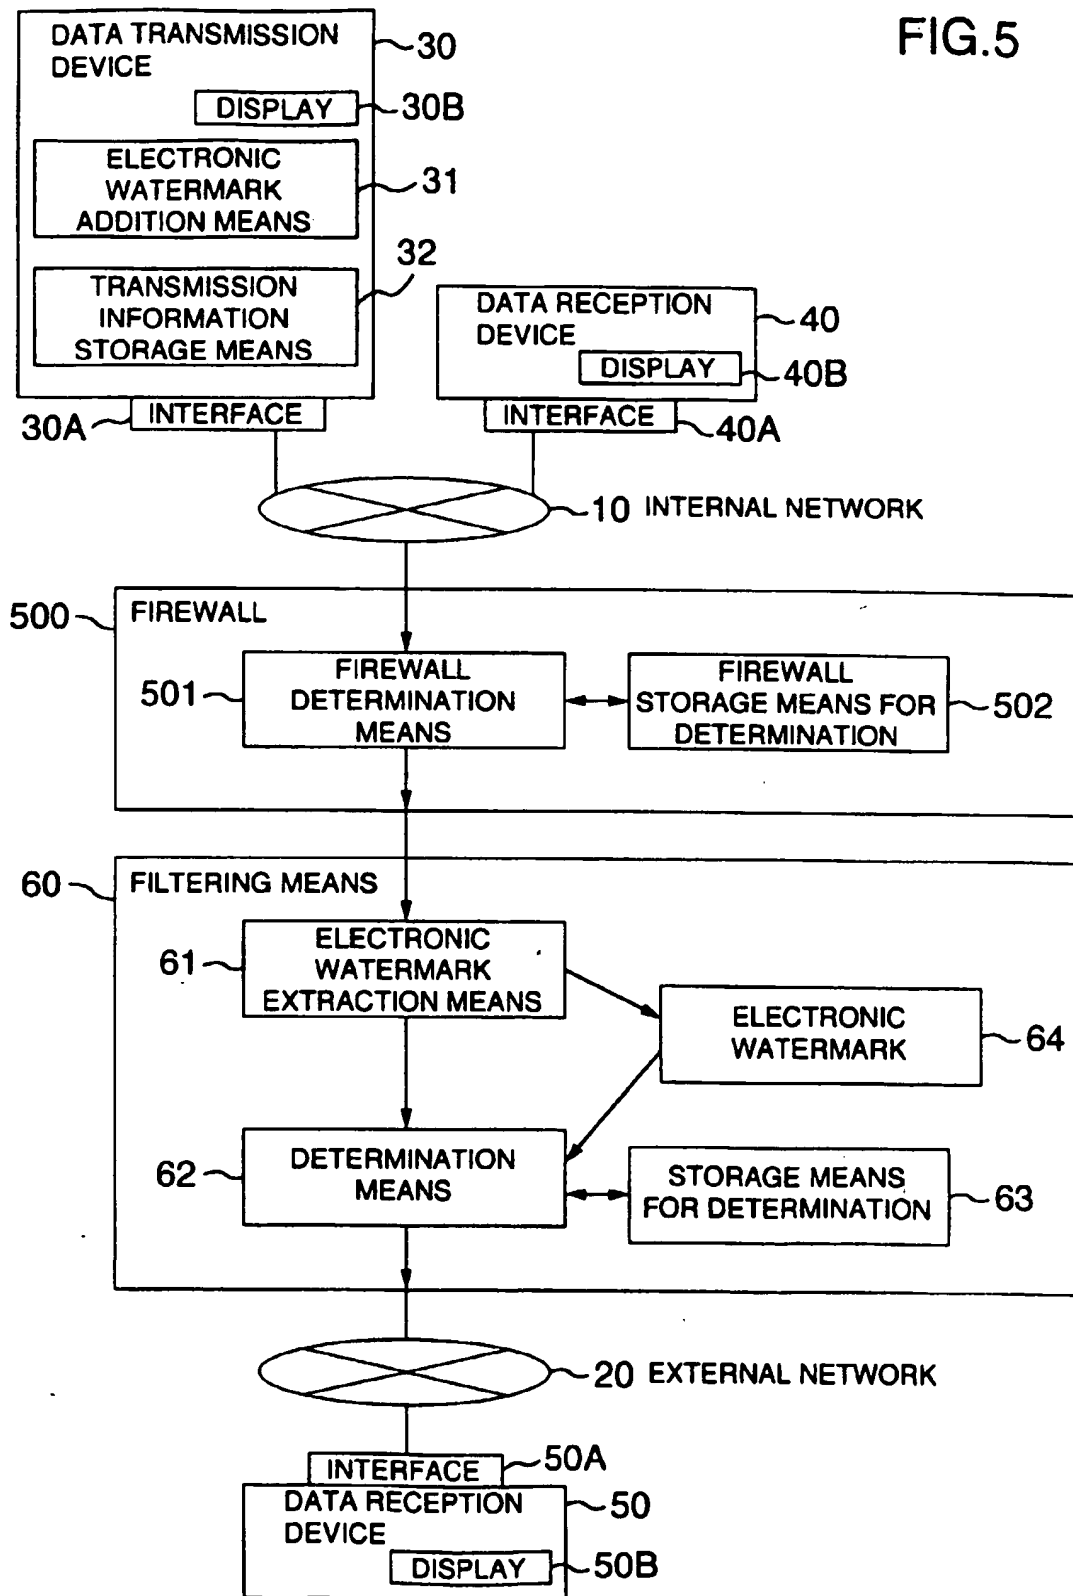 FIG.5
DATA TRANSMISSION
DEVICE
30
DISPLAY
30B
ELECTRONIC
WATERMARK
ADDITION MEANS
31
32
TRANSMISSION
INFORMATION
STORAGE MEANS
INTERFACE
30A
DATA RECEPTION
DEVICE
40
DISPLAY
40B
INTERFACE
40A
10 INTERNAL NETWORK
500
FIREWALL
501
FIREWALL
DETERMINATION
MEANS
FIREWALL
STORAGE MEANS FOR
DETERMINATION
502
60
FILTERING MEANS
61
ELECTRONIC
WATERMARK
EXTRACTION MEANS
ELECTRONIC
WATERMARK
64
62
DETERMINATION
MEANS
STORAGE MEANS
FOR DETERMINATION
63
20 EXTERNAL NETWORK
INTERFACE
50A
DATA RECEPTION
DEVICE
50
DISPLAY
50B